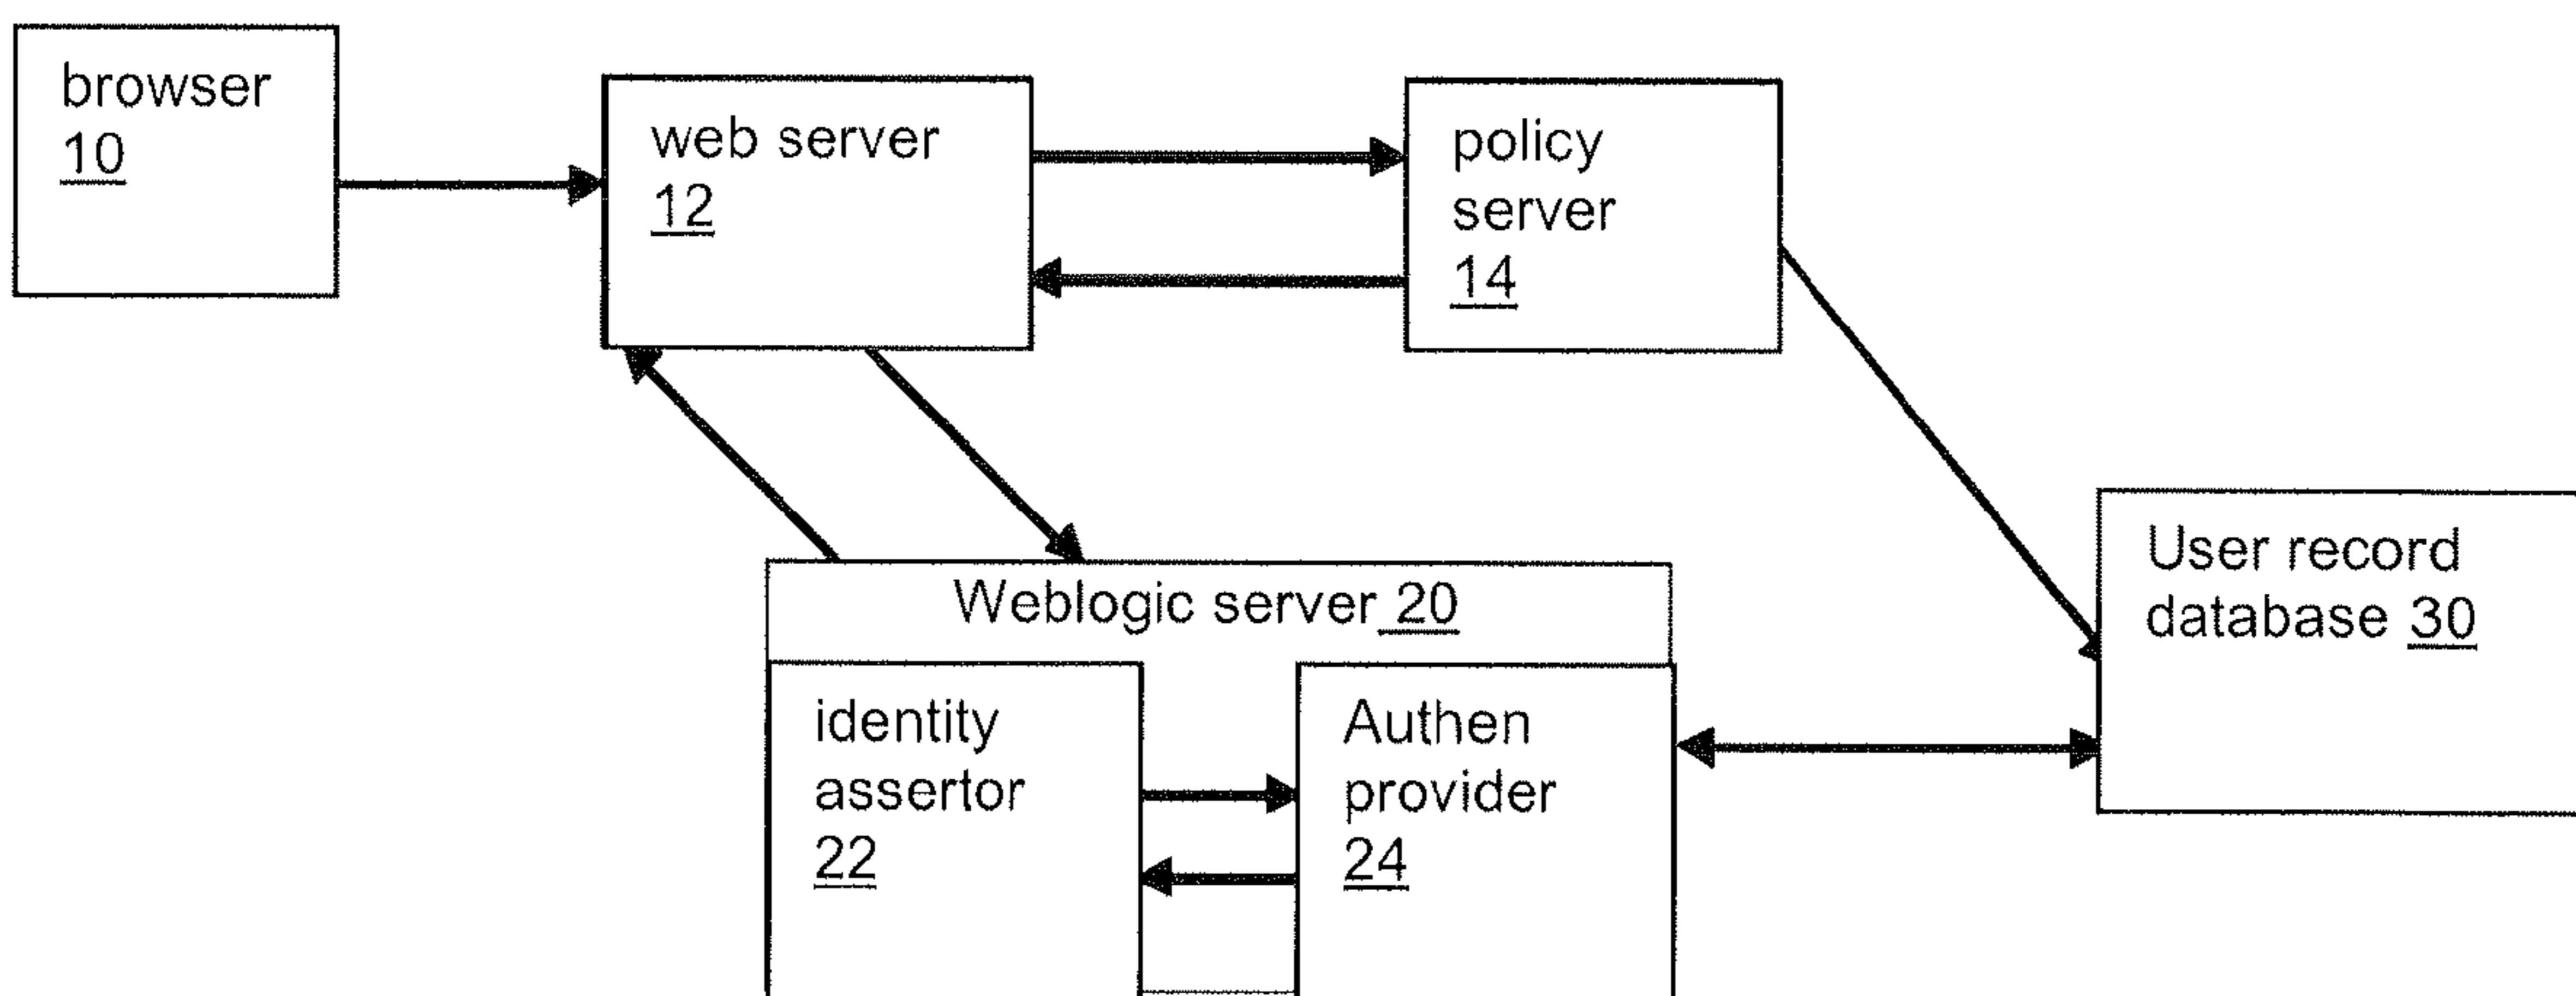 browser
10
web server
12
policy
server
14
Weblogic server 20
User record
database 30
identity
assertor
22
Authen
provider
24